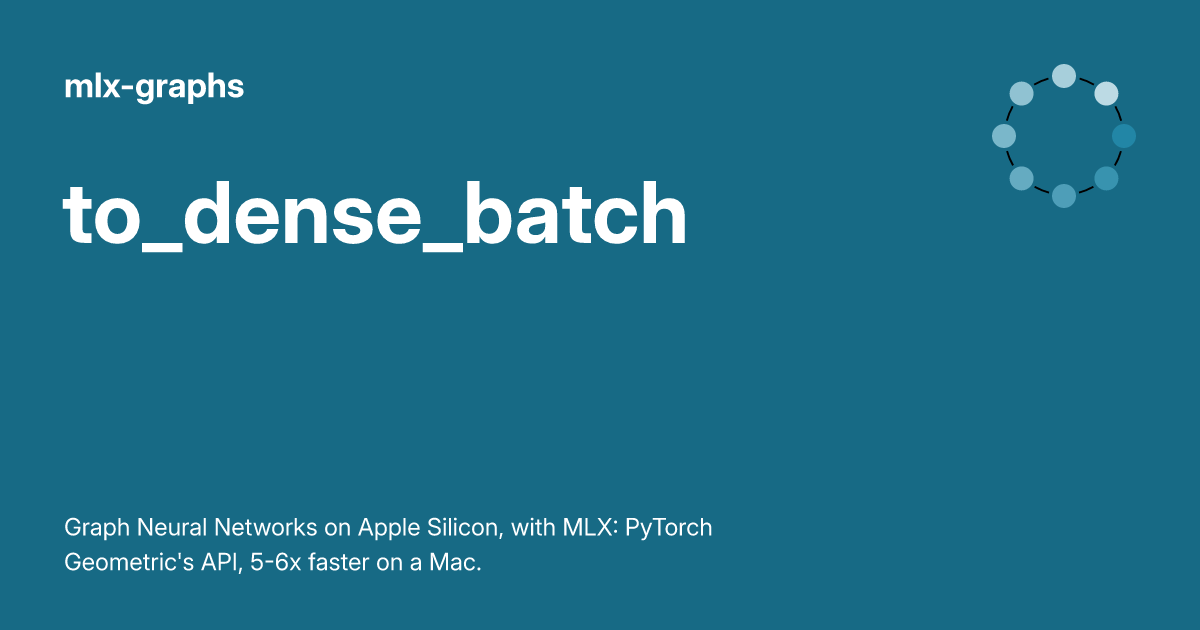 mlx-graphs
to_dense_batch
Graph Neural Networks on Apple Silicon, with MLX: PyTorch
Geometric's API, 5-6x faster on a Mac.